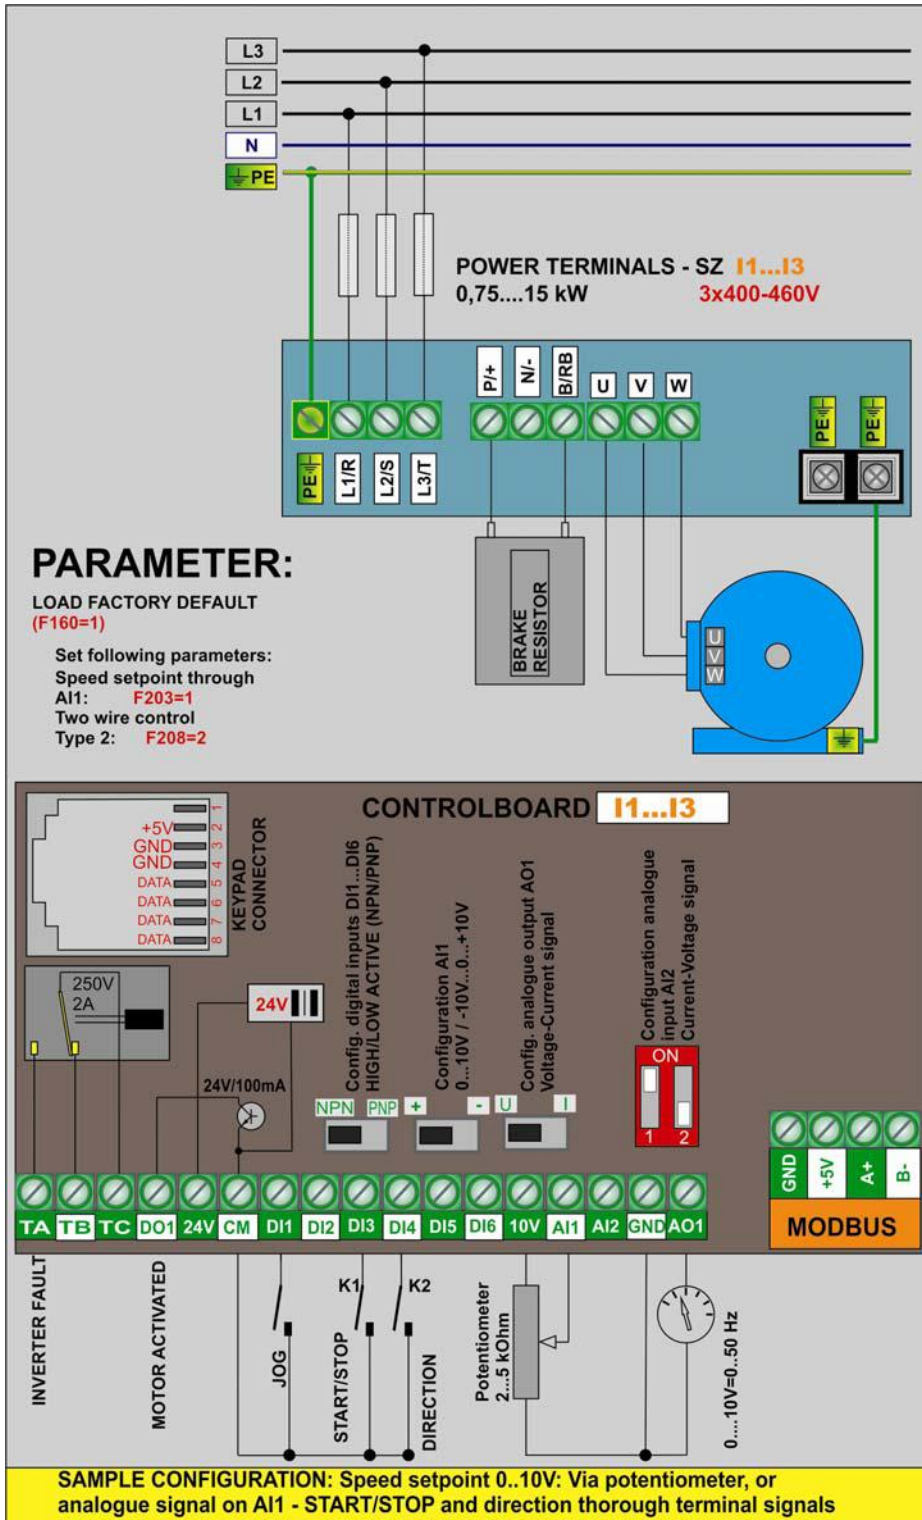 L3
L2
L1
N
PE
POWER TERMINALS - SZ I1...I3
0,75....15 kW 3x400-460V
P/+
N/-
B/RB
U
V
W
PE
PE
PE
L1/R
L2/S
L3/T
BRAKE
RESISTOR
U
V
W
PARAMETER:
LOAD FACTORY DEFAULT
(F160=1)
Set following parameters:
Speed setpoint through
AI1: F203=1
Two wire control
Type 2: F208=2
CONTROLBOARD I1...I3
1
+5V 2
GND 3
GND 4
DATA 5
DATA 6
DATA 7
DATA 8
KEYPAD
CONNECTOR
250V
2A
24V
24V/100mA
Config. digital inputs DI1...DI6
HIGH/LOW ACTIVE (NPN/PNP)
Configuration AI1
0...10V / -10V...0...+10V
Config. analogue output AO1
Voltage-Current signal
Configuration analogue
input AI2
Current-Voltage signal
NPN PNP
+ -
U I
ON
1 2
GND
+5V
A+
B-
MODBUS
TA TB TC DO1 24V CM DI1 DI2 DI3 DI4 DI5 DI6 10V AI1 AI2 GND AO1
INVERTER FAULT
MOTOR ACTIVATED
JOG
K1
START/STOP
K2
DIRECTION
Potentiometer
2...5 kOhm
0....10V=0..50 Hz
SAMPLE CONFIGURATION: Speed setpoint 0..10V: Via potentiometer, or
analogue signal on AI1 - START/STOP and direction thorough terminal signals